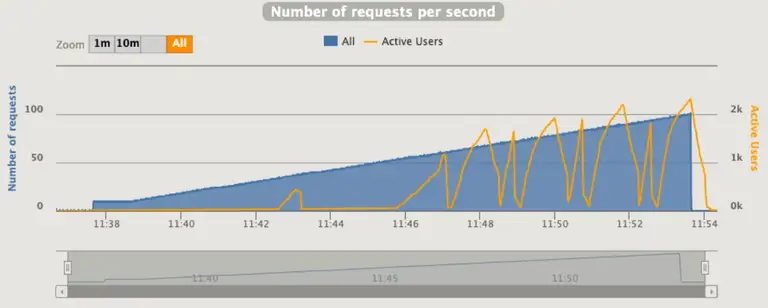 Number of requests per second
Zoom 1m 10m All
All Active Users
Number of requests
100
50
0
Active Users
2k
1k
0k
11:38 11:40 11:42 11:44 11:46 11:48 11:50 11:52 11:54
11:40 11:45 11:50